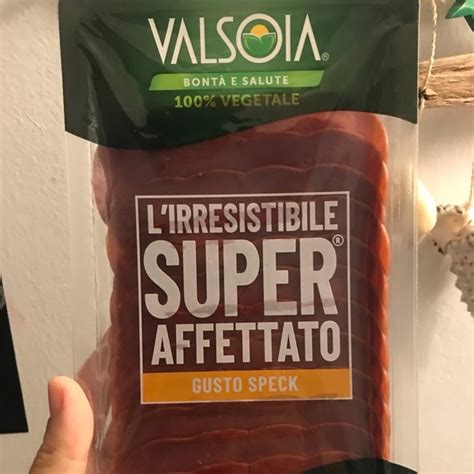 VALSOIA®
BONTÀ E SALUTE
100% VEGETALE
L'IRRESISTIBILE
SUPER®
AFFETTATO
GUSTO SPECK